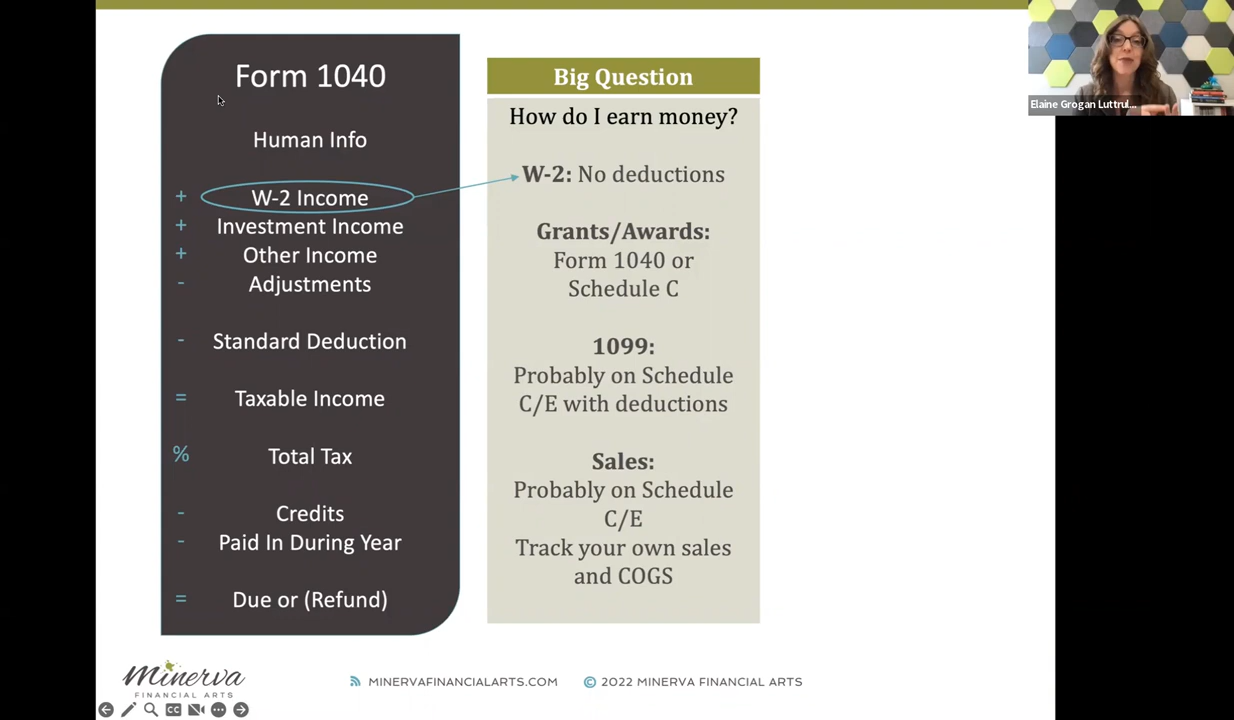 Form 1040
Human Info
+ W-2 Income
+ Investment Income
+ Other Income
- Adjustments
- Standard Deduction
= Taxable Income
% Total Tax
- Credits
- Paid In During Year
= Due or (Refund)
Big Question
How do I earn money?
W-2: No deductions
Grants/Awards:
Form 1040 or
Schedule C
1099:
Probably on Schedule
C/E with deductions
Sales:
Probably on Schedule
C/E
Track your own sales
and COGS
Elaine Grogan Luttrul...
Minerva
FINANCIAL ARTS
MINERVAFINANCIALARTS.COM
© 2022 MINERVA FINANCIAL ARTS
CC